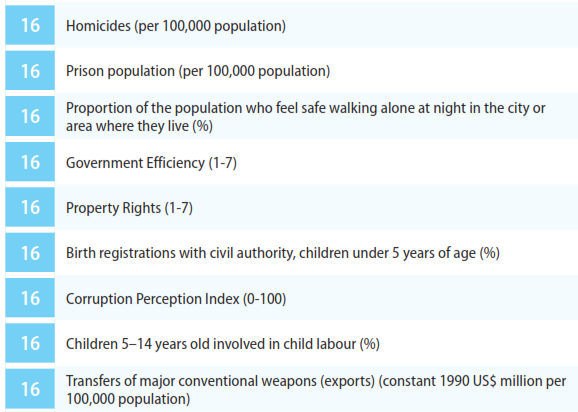 16 Homicides (per 100,000 population)
16 Prison population (per 100,000 population)
16 Proportion of the population who feel safe walking alone at night in the city or
area where they live (%)
16 Government Efficiency (1-7)
16 Property Rights (1-7)
16 Birth registrations with civil authority, children under 5 years of age (%)
16 Corruption Perception Index (0-100)
16 Children 5–14 years old involved in child labour (%)
16 Transfers of major conventional weapons (exports) (constant 1990 US$ million per
100,000 population)